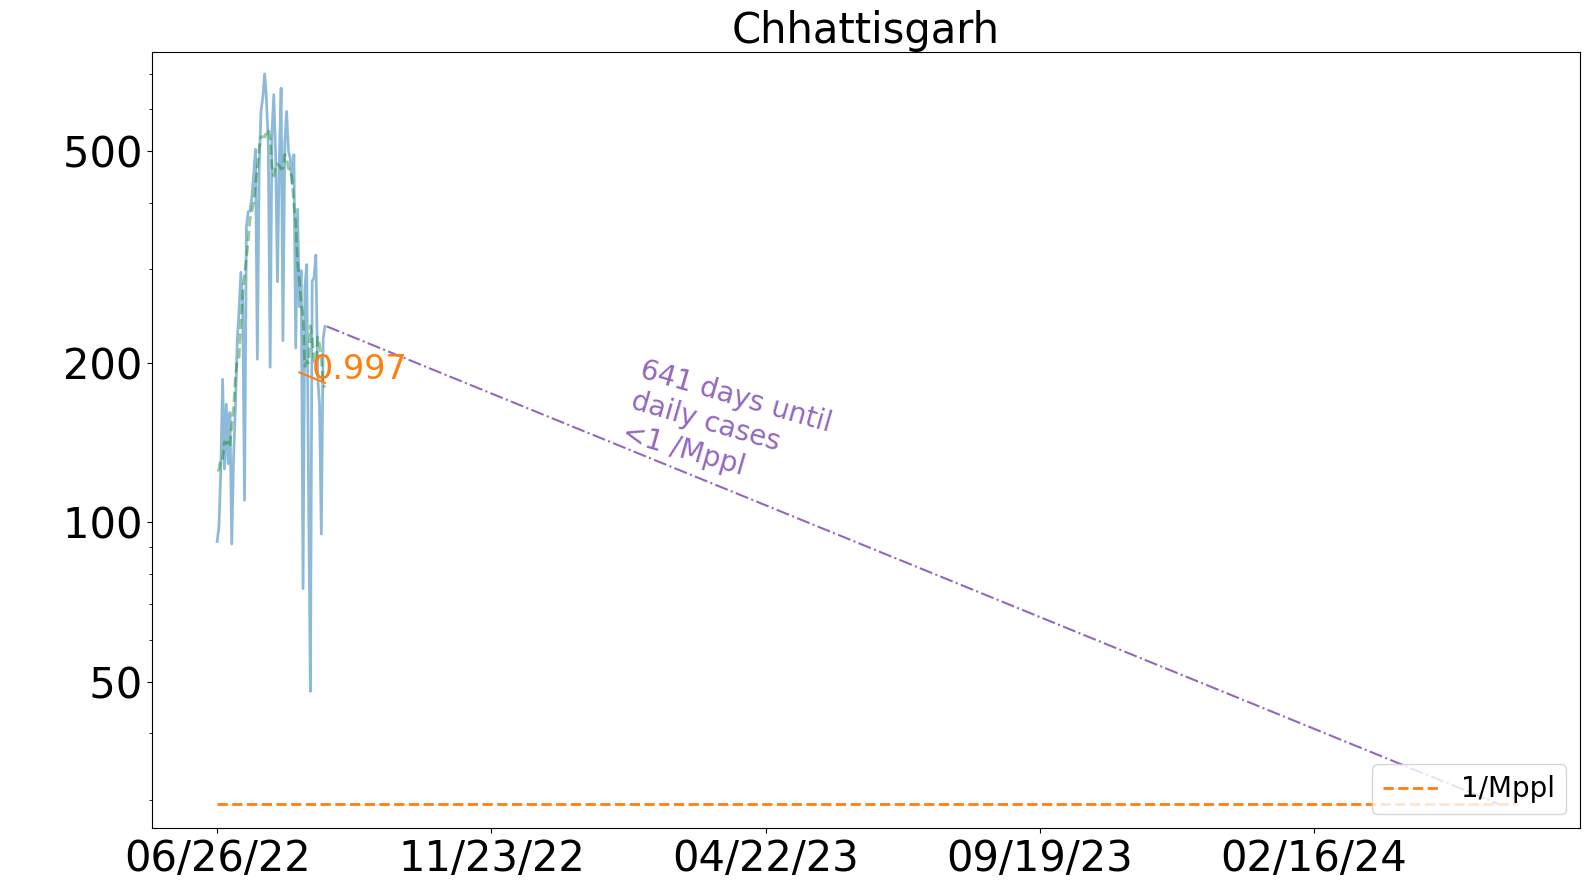 Chhattisgarh
500
200
100
50
0.997
641 days until
daily cases
<1 /Mppl
1/Mppl
06/26/22
11/23/22
04/22/23
09/19/23
02/16/24